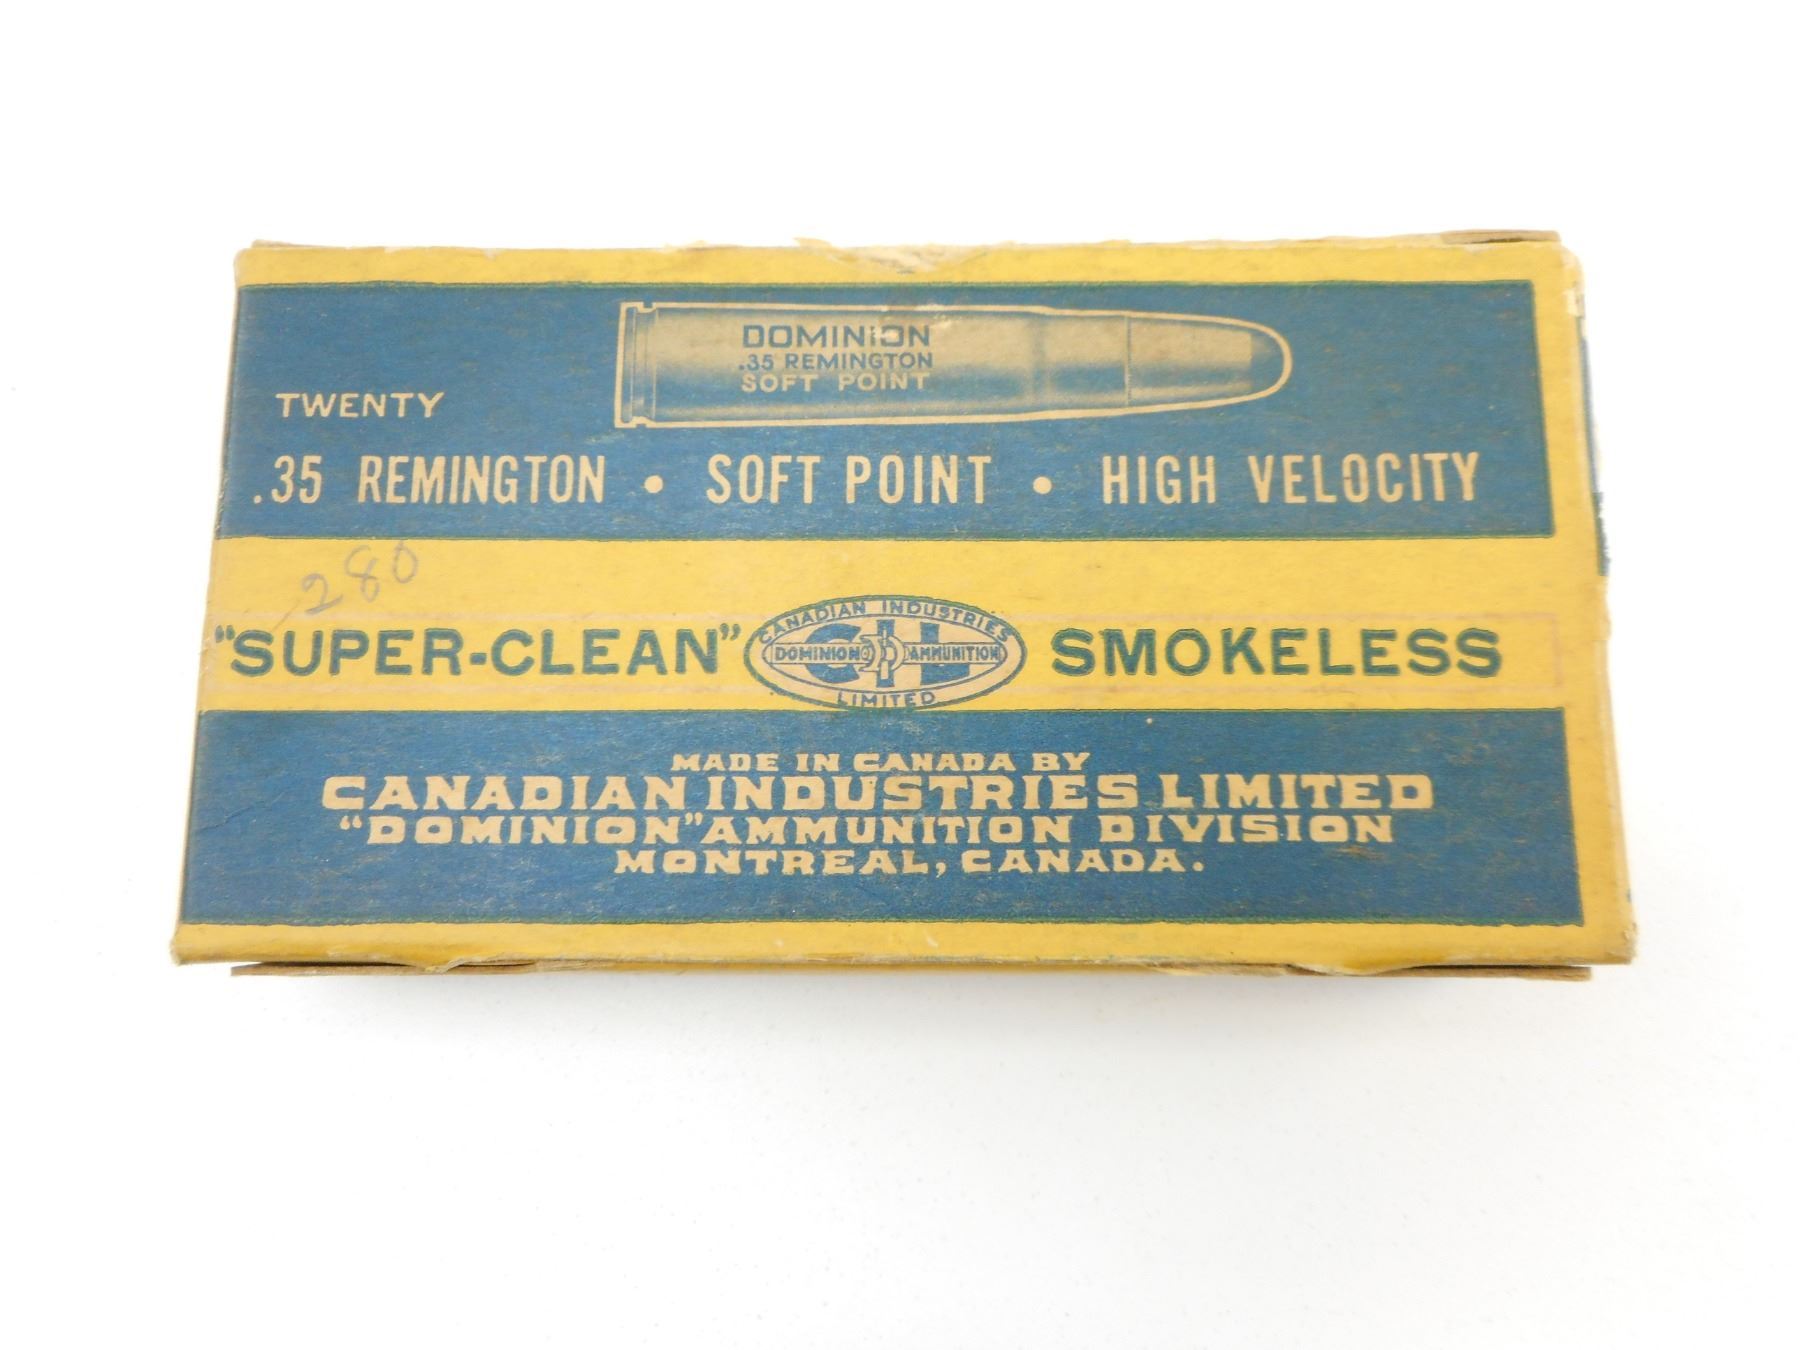 DOMINION
.35 REMINGTON
SOFT POINT
TWENTY
.35 REMINGTON • SOFT POINT • HIGH VELOCITY
280
"SUPER-CLEAN" SMOKELESS
CANADIAN INDUSTRIES
CIL
DOMINION AMMUNITION
LIMITED
MADE IN CANADA BY
CANADIAN INDUSTRIES LIMITED
"DOMINION" AMMUNITION DIVISION
MONTREAL, CANADA.